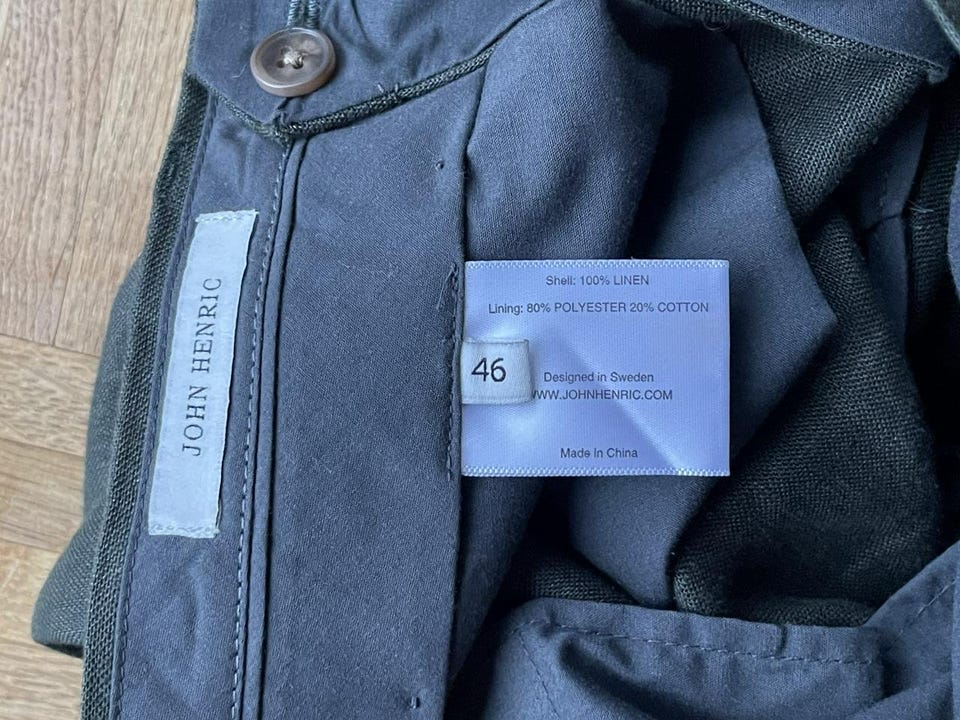 JOHN HENRIC
Shell: 100% LINEN
Lining: 80% POLYESTER 20% COTTON
46
Designed in Sweden
WWW.JOHNHENRIC.COM
Made In China